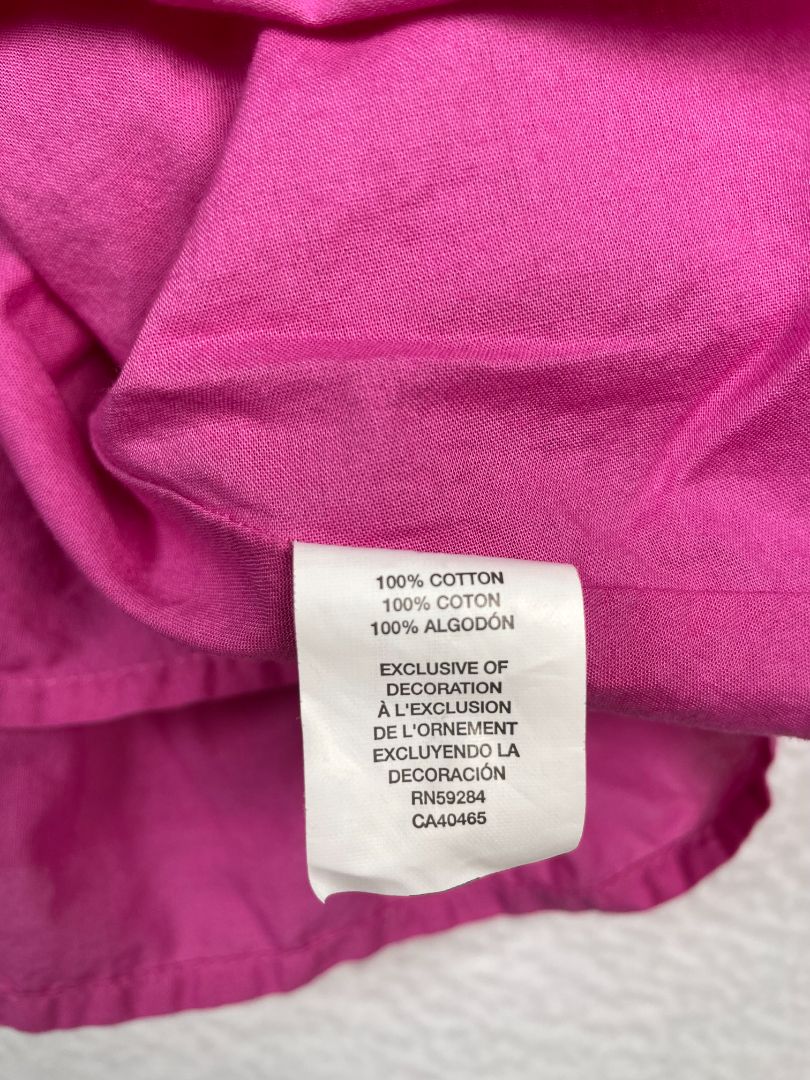 100% COTTON
100% COTON
100% ALGODÓN
EXCLUSIVE OF
DECORATION
À L'EXCLUSION
DE L'ORNEMENT
EXCLUYENDO LA
DECORACIÓN
RN59284
CA40465